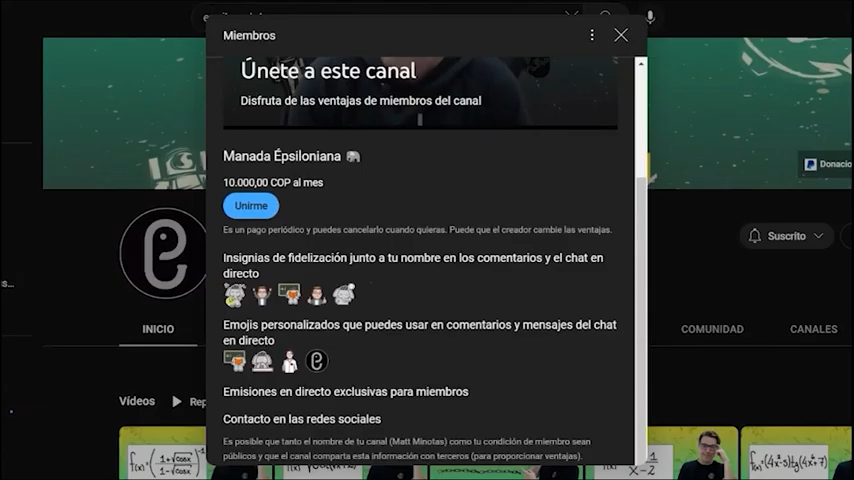 Miembros
Únete a este canal
Disfruta de las ventajas de miembros del canal
Manada Épsiloniana
10.000,00 COP al mes
Unirme
Es un pago periódico y puedes cancelarlo cuando quieras. Puede que el creador cambie las ventajas.
Insignias de fidelización junto a tu nombre en los comentarios y el chat en
directo
Emojis personalizados que puedes usar en comentarios y mensajes del chat
en directo
Emisiones en directo exclusivas para miembros
Contacto en las redes sociales
Es posible que tanto el nombre de tu canal (Matt Minotas) como tu condición de miembro sean
públicos y que el canal comparta esta información con terceros (para proporcionar ventajas).
Donacio
Suscrito
INICIO
COMUNIDAD
CANALES
Vídeos
Rep